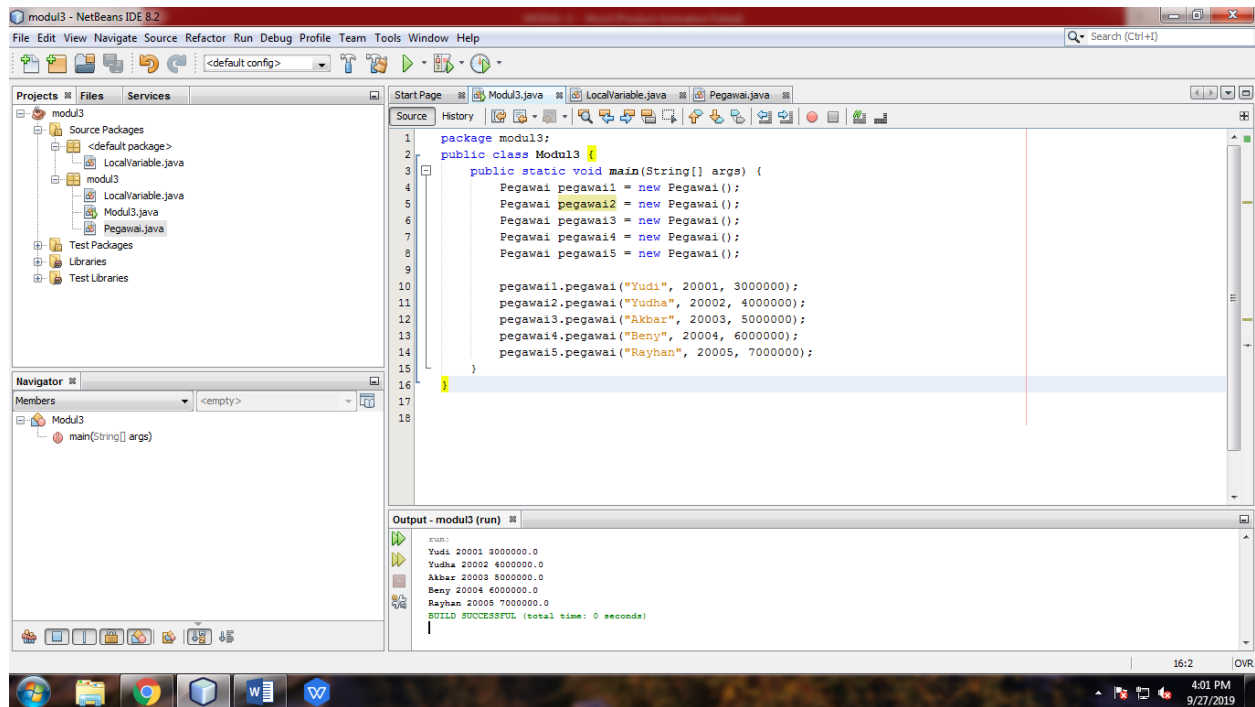 modul3 - NetBeans IDE 8.2
File Edit View Navigate Source Refactor Run Debug Profile Team Tools Window Help
Search (Ctrl+I)
<default config>
Projects Files Services
modul3
Source Packages
<default package>
LocalVariable.java
modul3
LocalVariable.java
Modul3.java
Pegawai.java
Test Packages
Libraries
Test Libraries
Navigator
Members <empty>
Modul3
main(String[] args)
Start Page Modul3.java LocalVariable.java Pegawai.java
Source History
1 package modul3;
2 public class Modul3 {
3 public static void main(String[] args) {
4 Pegawai pegawai1 = new Pegawai();
5 Pegawai pegawai2 = new Pegawai();
6 Pegawai pegawai3 = new Pegawai();
7 Pegawai pegawai4 = new Pegawai();
8 Pegawai pegawai5 = new Pegawai();
9
10 pegawai1.pegawai("Yudi", 20001, 3000000);
11 pegawai2.pegawai("Yudha", 20002, 4000000);
12 pegawai3.pegawai("Akbar", 20003, 5000000);
13 pegawai4.pegawai("Beny", 20004, 6000000);
14 pegawai5.pegawai("Rayhan", 20005, 7000000);
15 }
16 }
17
18
Output - modul3 (run)
run:
Yudi 20001 3000000.0
Yudha 20002 4000000.0
Akbar 20003 5000000.0
Beny 20004 6000000.0
Rayhan 20005 7000000.0
BUILD SUCCESSFUL (total time: 0 seconds)
16:2 OVR
4:01 PM
9/27/2019